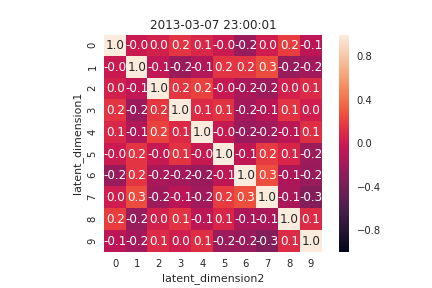 2013-03-07 23:00:01
latent_dimension1
0 1.0 -0.0 0.0 0.2 0.1 -0.0 -0.2 0.0 0.2 -0.1
1 -0.0 1.0 -0.1 -0.2 -0.1 0.2 0.2 0.3 -0.2 -0.2
2 0.0 -0.1 1.0 0.2 0.2 -0.0 -0.2 -0.2 0.0 0.1
3 0.2 -0.2 0.2 1.0 0.1 0.1 -0.2 -0.1 0.1 0.0
4 0.1 -0.1 0.2 0.1 1.0 -0.0 -0.2 -0.2 -0.1 0.1
5 -0.0 0.2 -0.0 0.1 -0.0 1.0 -0.1 0.2 0.1 -0.2
6 -0.2 0.2 -0.2 -0.2 -0.2 -0.1 1.0 0.3 -0.1 -0.2
7 0.0 0.3 -0.2 -0.1 -0.2 0.2 0.3 1.0 -0.1 -0.3
8 0.2 -0.2 0.0 0.1 -0.1 0.1 -0.1 -0.1 1.0 0.1
9 -0.1 -0.2 0.1 0.0 0.1 -0.2 -0.2 -0.3 0.1 1.0
0 1 2 3 4 5 6 7 8 9
latent_dimension2
0.8
0.4
0.0
−0.4
−0.8